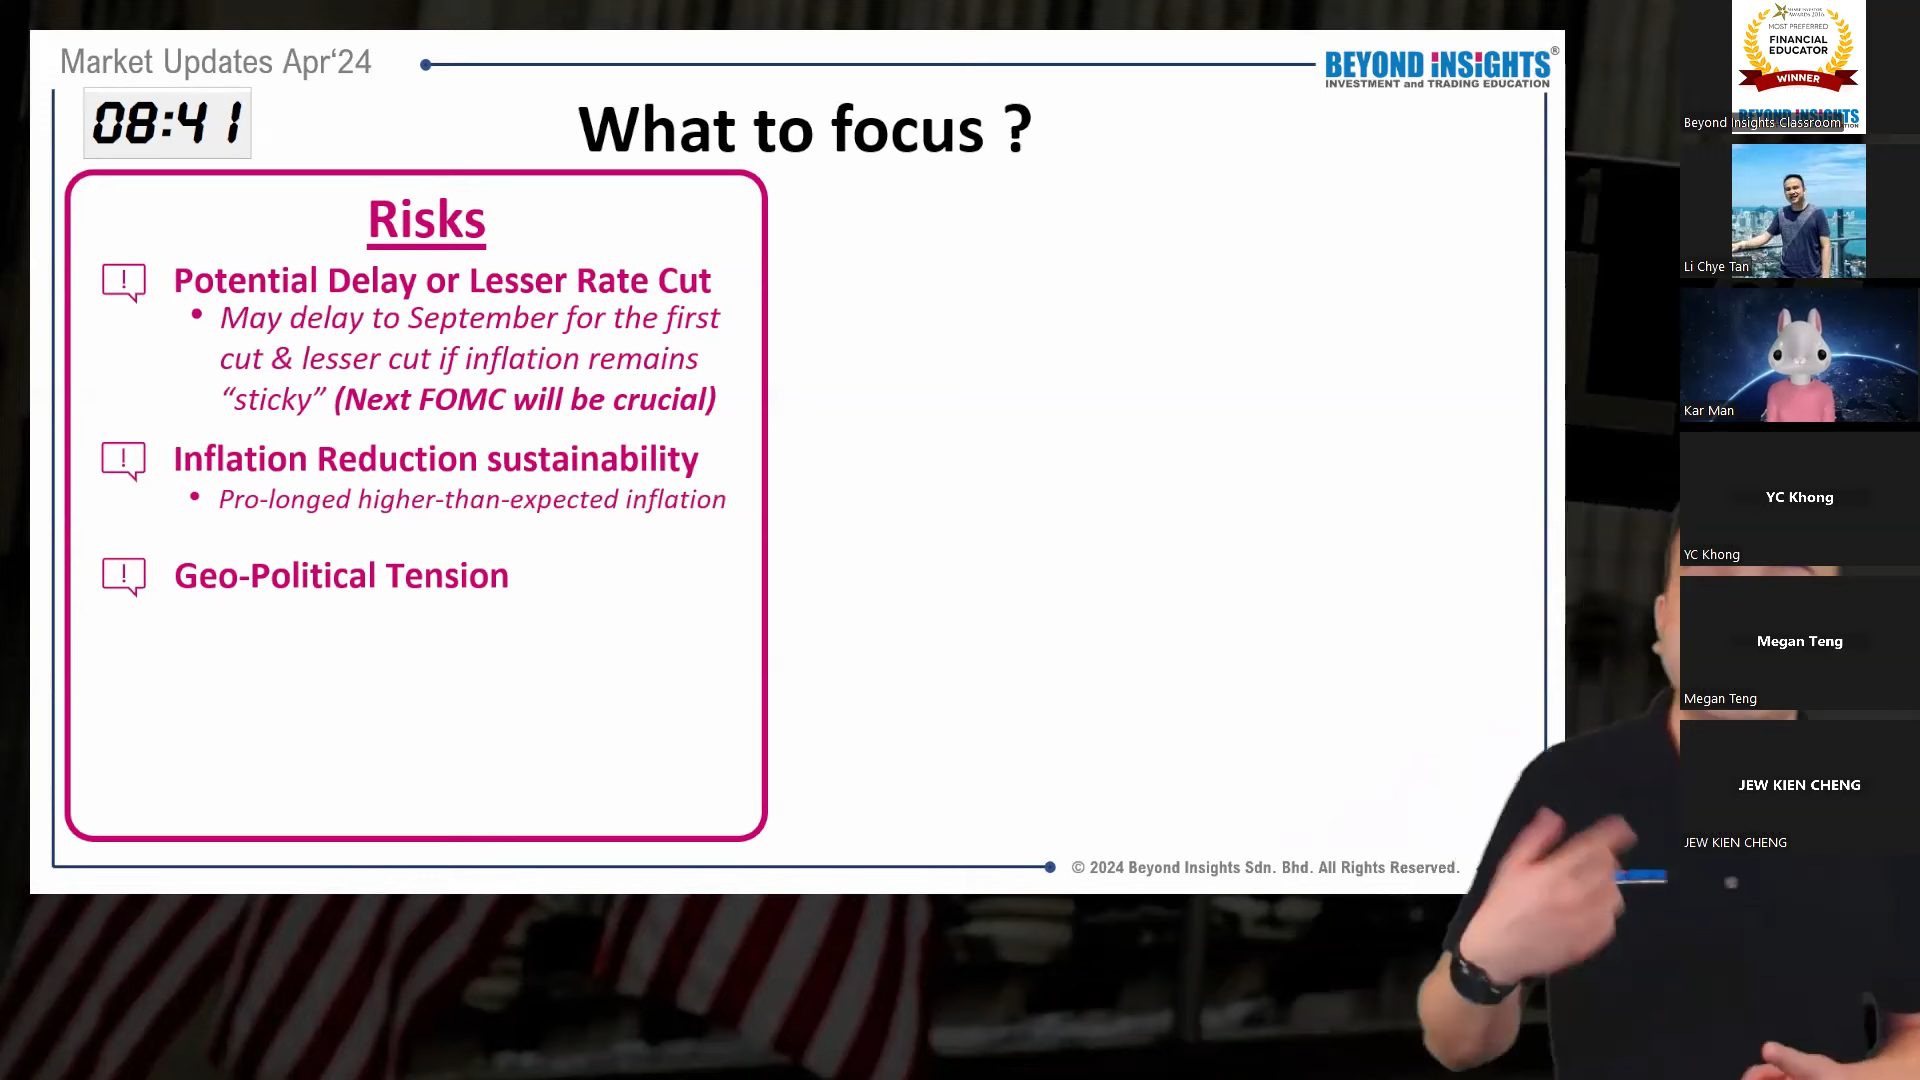 Market Updates Apr‘24
BEYOND INSIGHTS®
INVESTMENT and TRADING EDUCATION
08:41
What to focus ?
Risks
! Potential Delay or Lesser Rate Cut
• May delay to September for the first
cut & lesser cut if inflation remains
“sticky” (Next FOMC will be crucial)
! Inflation Reduction sustainability
• Pro-longed higher-than-expected inflation
! Geo-Political Tension
© 2024 Beyond Insights Sdn. Bhd. All Rights Reserved.
AWARDS 2016
MOST PREFERRED
FINANCIAL
EDUCATOR
WINNER
Beyond Insights Classroom
Li Chye Tan
Kar Man
YC Khong
YC Khong
Megan Teng
Megan Teng
JEW KIEN CHENG
JEW KIEN CHENG